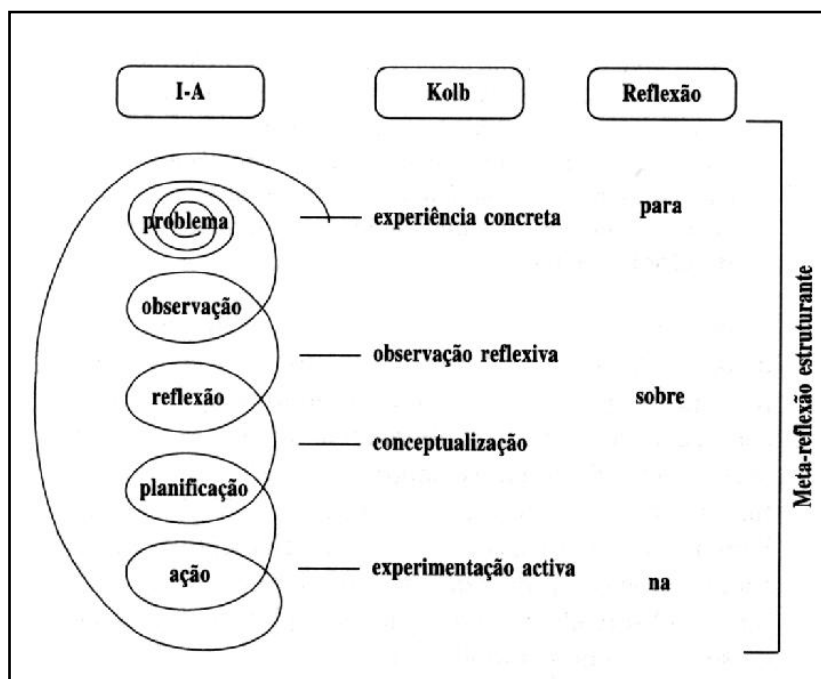 I-A
Kolb
Reflexão
problema
experiência concreta
para
observação
observação reflexiva
reflexão
sobre
conceptualização
planificação
ação
experimentação activa
na
Meta-reflexão estruturante